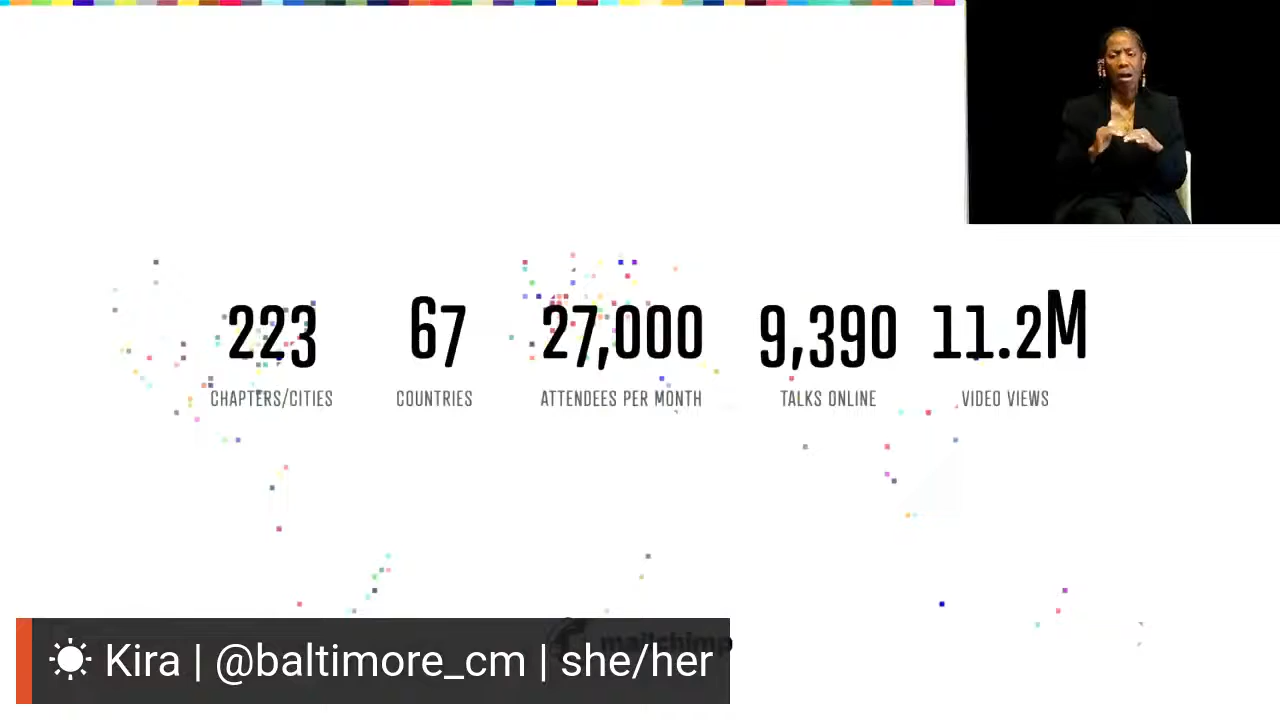 223 67 27,000 9,390 11.2M
CHAPTERS/CITIES COUNTRIES ATTENDEES PER MONTH TALKS ONLINE VIDEO VIEWS
mailchimp
Kira | @baltimore_cm | she/her